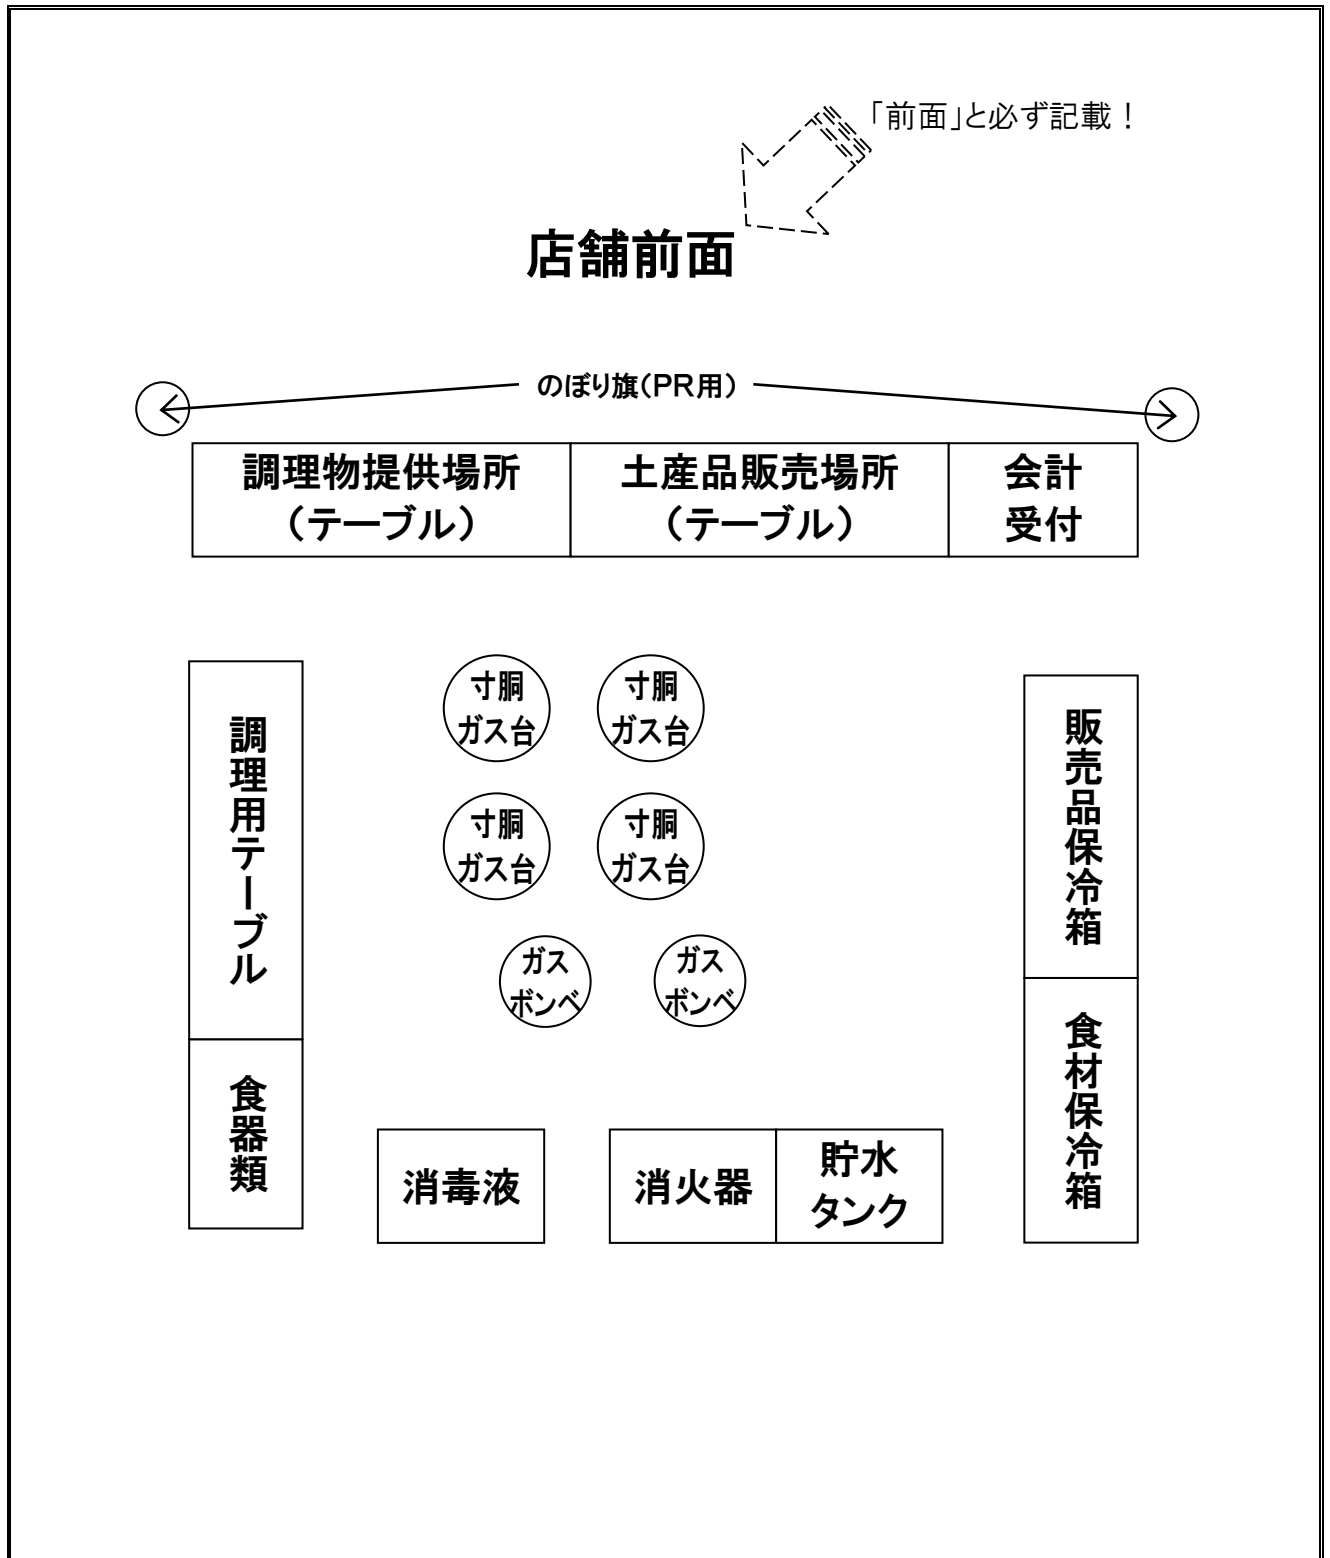 「前面」と必ず記載！
店舗前面
のぼり旗（PR用）
調理物提供場所
（テーブル）
土産品販売場所
（テーブル）
会計
受付
寸胴
ガス台
寸胴
ガス台
調理用テーブル
販売品保冷箱
寸胴
ガス台
寸胴
ガス台
ガス
ボンベ
ガス
ボンベ
食器類
食材保冷箱
消毒液
消火器
貯水
タンク